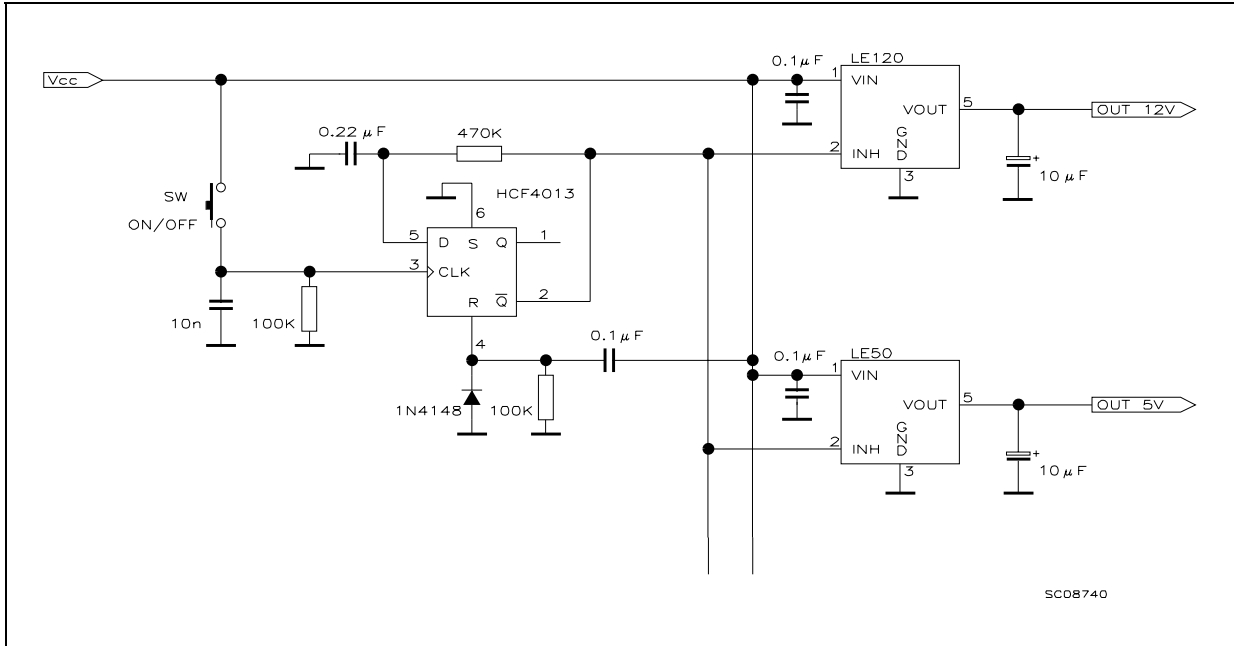 Vcc
0.1μF
LE120
1
VIN
VOUT
5
OUT 12V
GND
2
INH
3
+
10μF
0.22μF
470K
HCF4013
SW
ON/OFF
6
5
D
S
Q
1
3
CLK
R
Q̅
2
10n
100K
4
1N4148
100K
0.1μF
0.1μF
LE50
1
VIN
VOUT
5
OUT 5V
GND
2
INH
3
+
10μF
SC08740